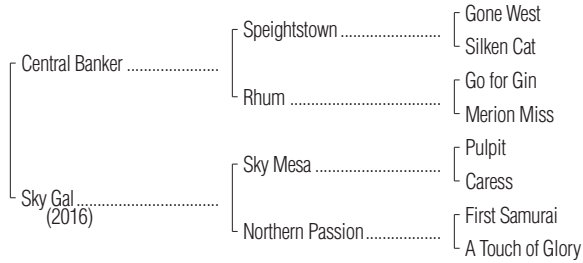 Gone West
Speightstown
Silken Cat
Central Banker
Go for Gin
Rhum
Merion Miss
Pulpit
Sky Mesa
Caress
Sky Gal
(2016)
First Samurai
Northern Passion
A Touch of Glory